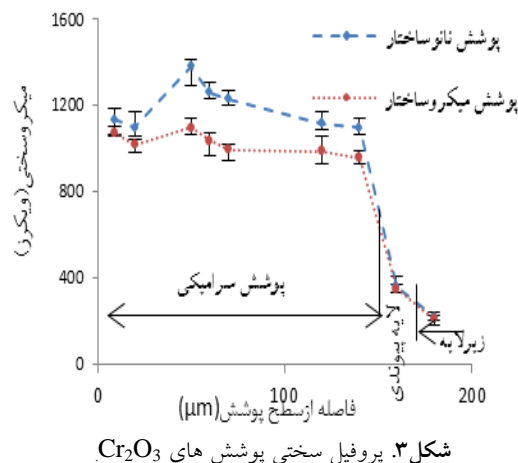 1600
1200
800
400
0
میکروسختی(ویکرز)
پوشش نانوساختار
پوشش میکروساختار
پوشش سرامیکی
لایه پیوندی
زیرلایه
0
100
200
فاصله ازسطح پوشش(μm)
شکل۳. پروفیل سختی پوشش های Cr₂O₃